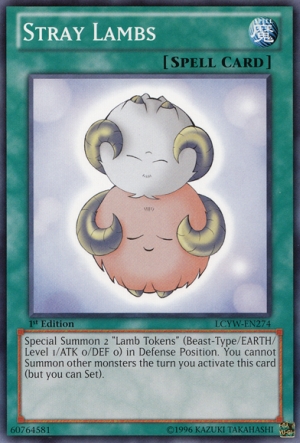 STRAY LAMBS
魔
[SPELL CARD]
1st Edition
LCYW-EN274
Special Summon 2 "Lamb Tokens" (Beast-Type/EARTH/
Level 1/ATK 0/DEF 0) in Defense Position. You cannot
Summon other monsters the turn you activate this card
(but you can Set).
60764581
©1996 KAZUKI TAKAHASHI